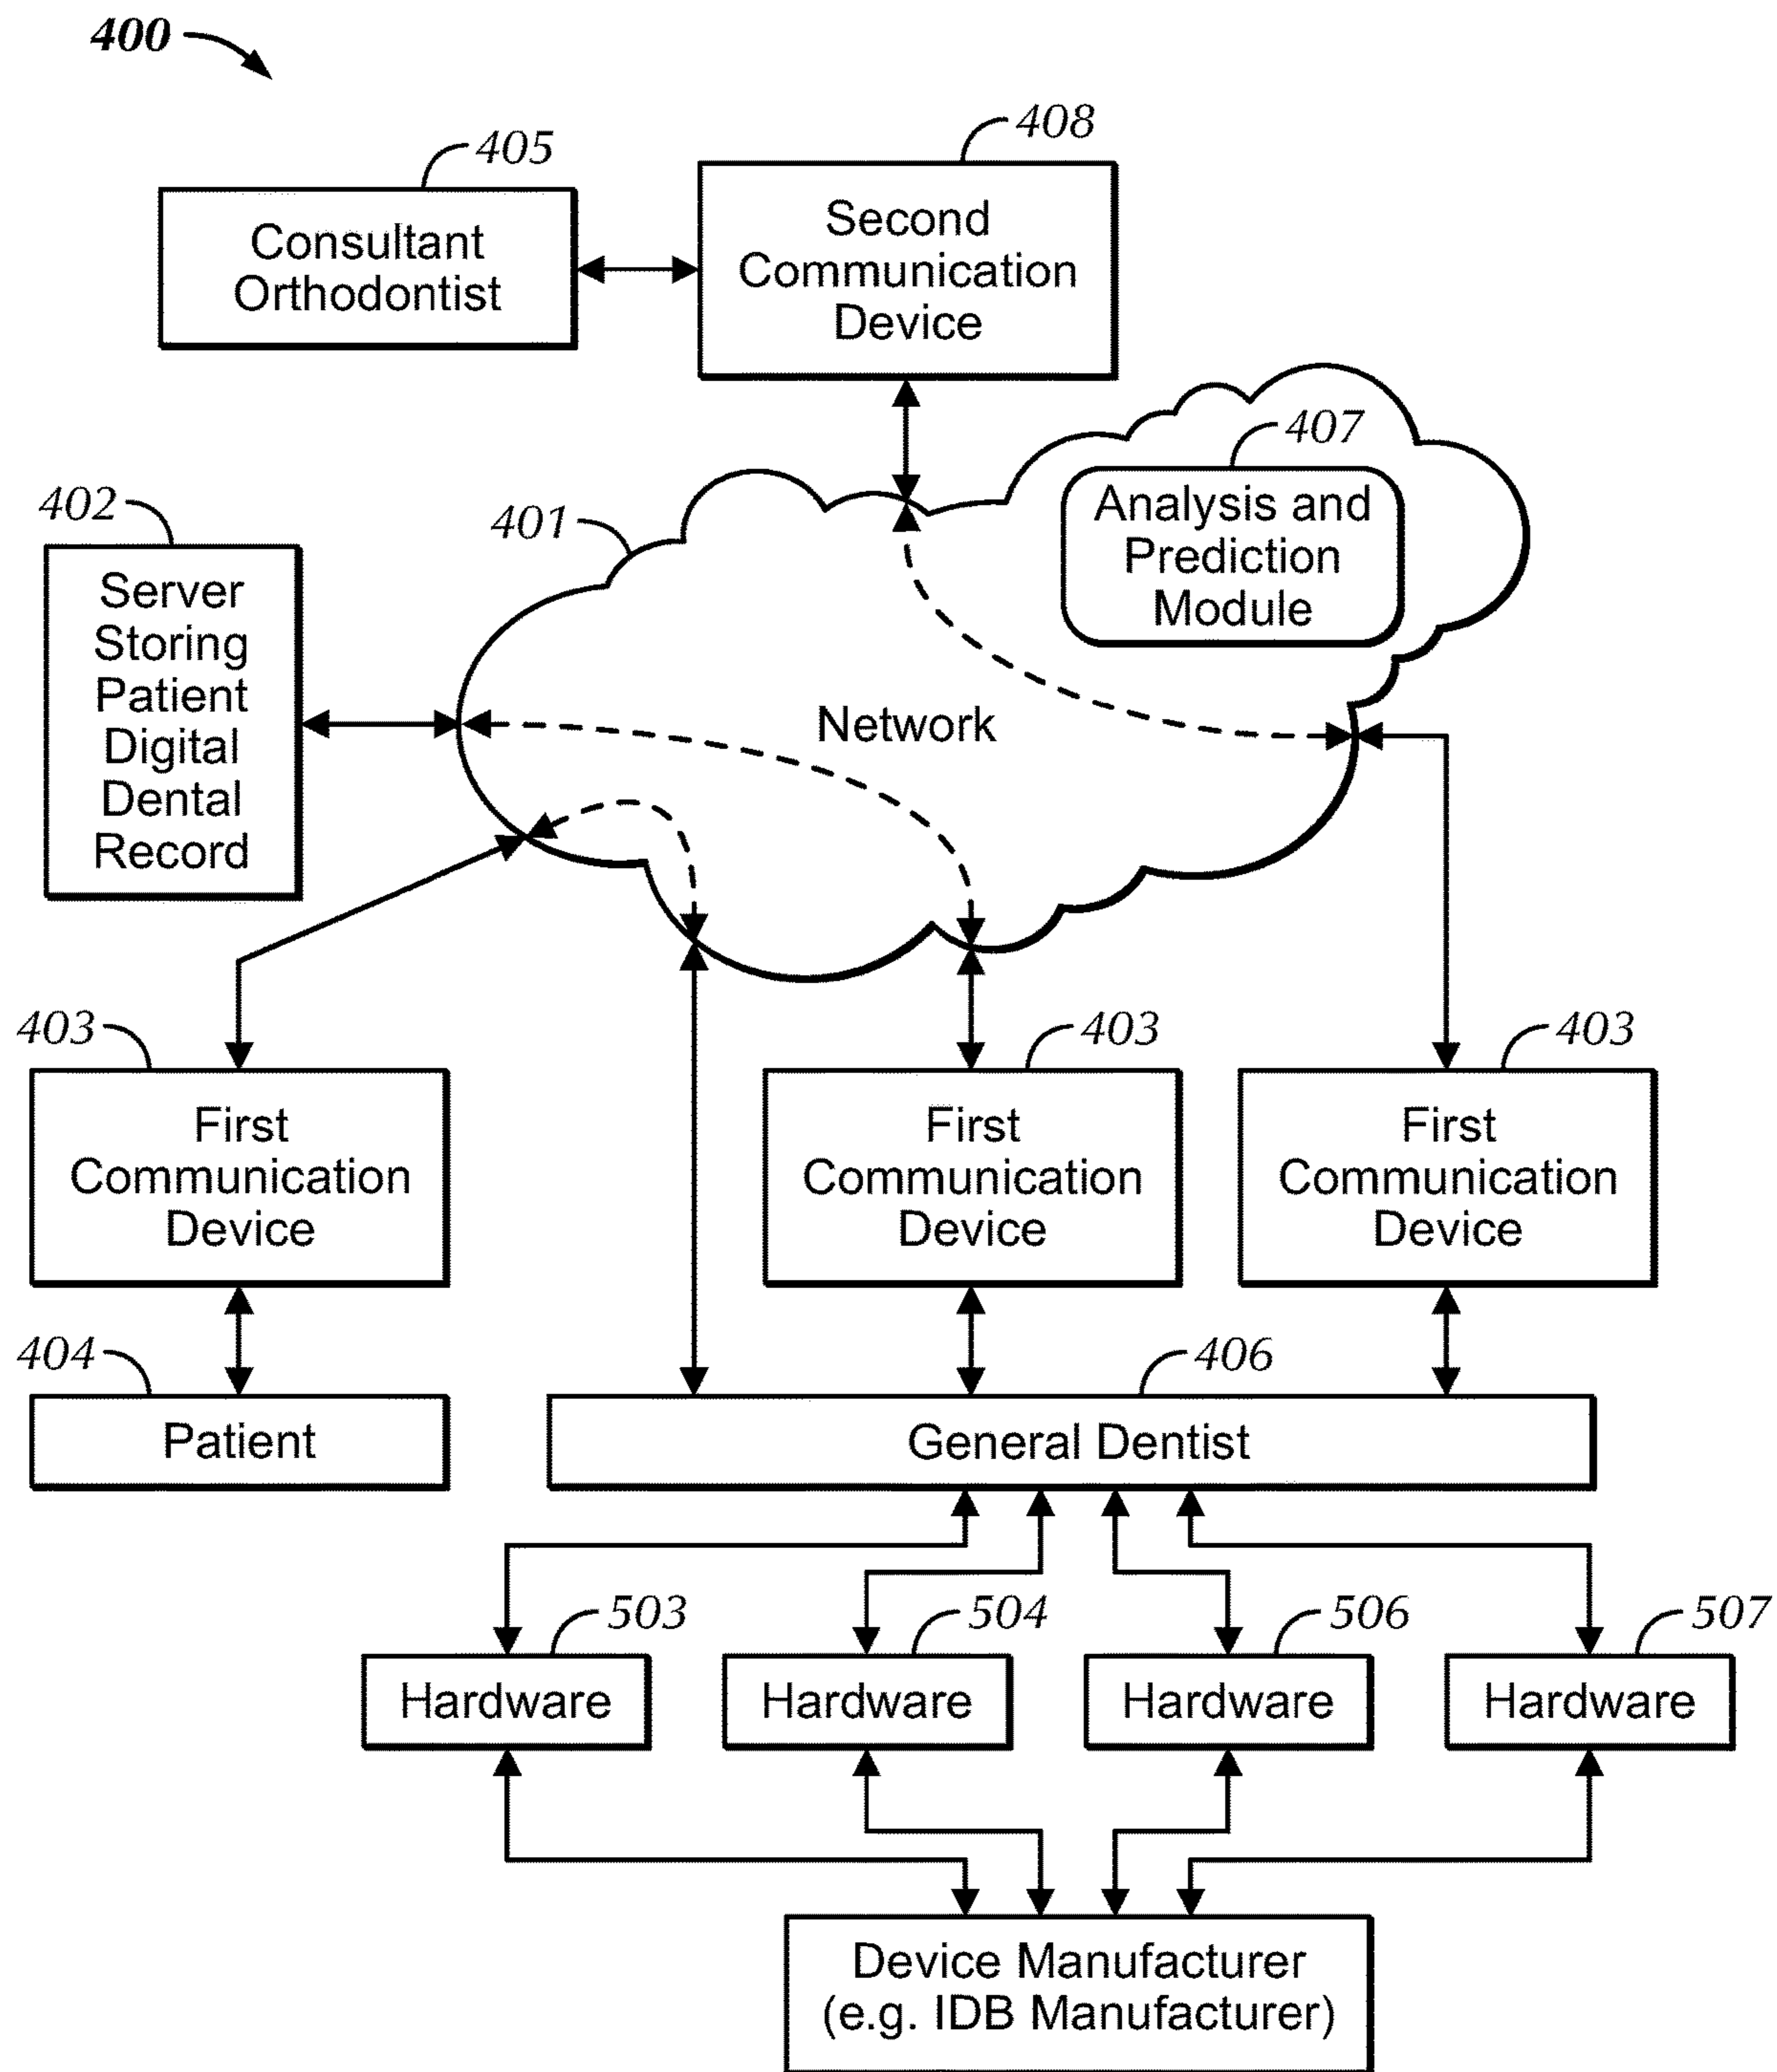 400
405
408
Consultant
Orthodontist
Second
Communication
Device
407
Analysis and
Prediction
Module
402
401
Server
Storing
Patient
Digital
Dental
Record
Network
403
403
403
First
Communication
Device
First
Communication
Device
First
Communication
Device
404
406
Patient
General Dentist
503
504
506
507
Hardware
Hardware
Hardware
Hardware
Device Manufacturer
(e.g. IDB Manufacturer)